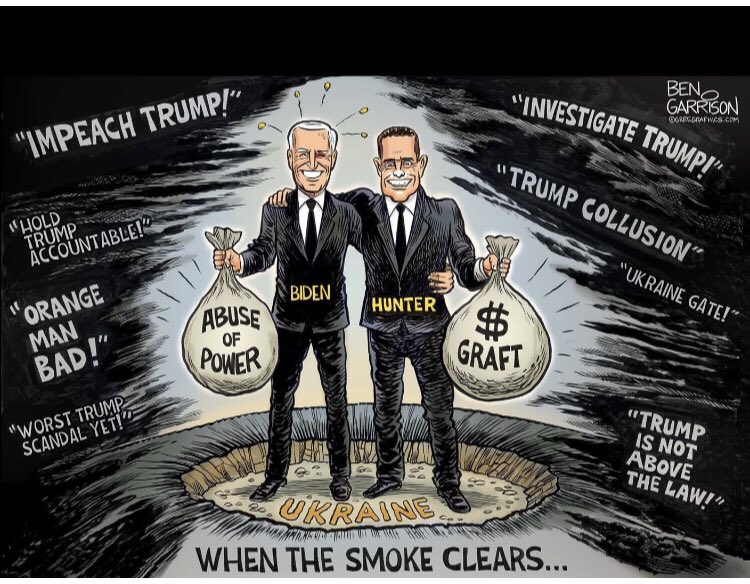 BEN
GARRISON
©GRRRGRAPHICS.COM
"IMPEACH TRUMP!"
"INVESTIGATE TRUMP!"
"TRUMP COLLUSION"
"HOLD
TRUMP
ACCOUNTABLE!"
"UKRAINE GATE!"
"ORANGE
MAN
BAD!"
BIDEN
HUNTER
ABUSE
OF
POWER
$
GRAFT
"WORST TRUMP
SCANDAL YET!"
"TRUMP
IS NOT
ABOVE
THE LAW!"
UKRAINE
WHEN THE SMOKE CLEARS...